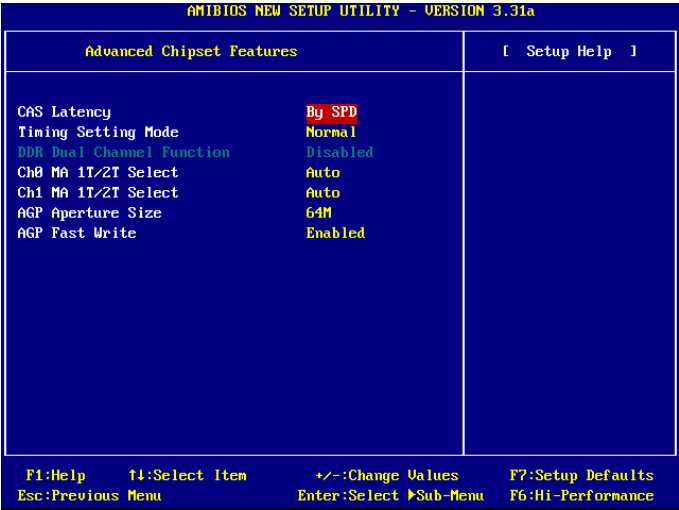 AMIBIOS NEW SETUP UTILITY - VERSION 3.31a
Advanced Chipset Features
[ Setup Help ]
CAS Latency By SPD
Timing Setting Mode Normal
DDR Dual Channel Function Disabled
Ch0 MA 1T/2T Select Auto
Ch1 MA 1T/2T Select Auto
AGP Aperture Size 64M
AGP Fast Write Enabled
F1:Help ↑↓:Select Item +/-:Change Values F7:Setup Defaults
Esc:Previous Menu Enter:Select ▶Sub-Menu F6:Hi-Performance